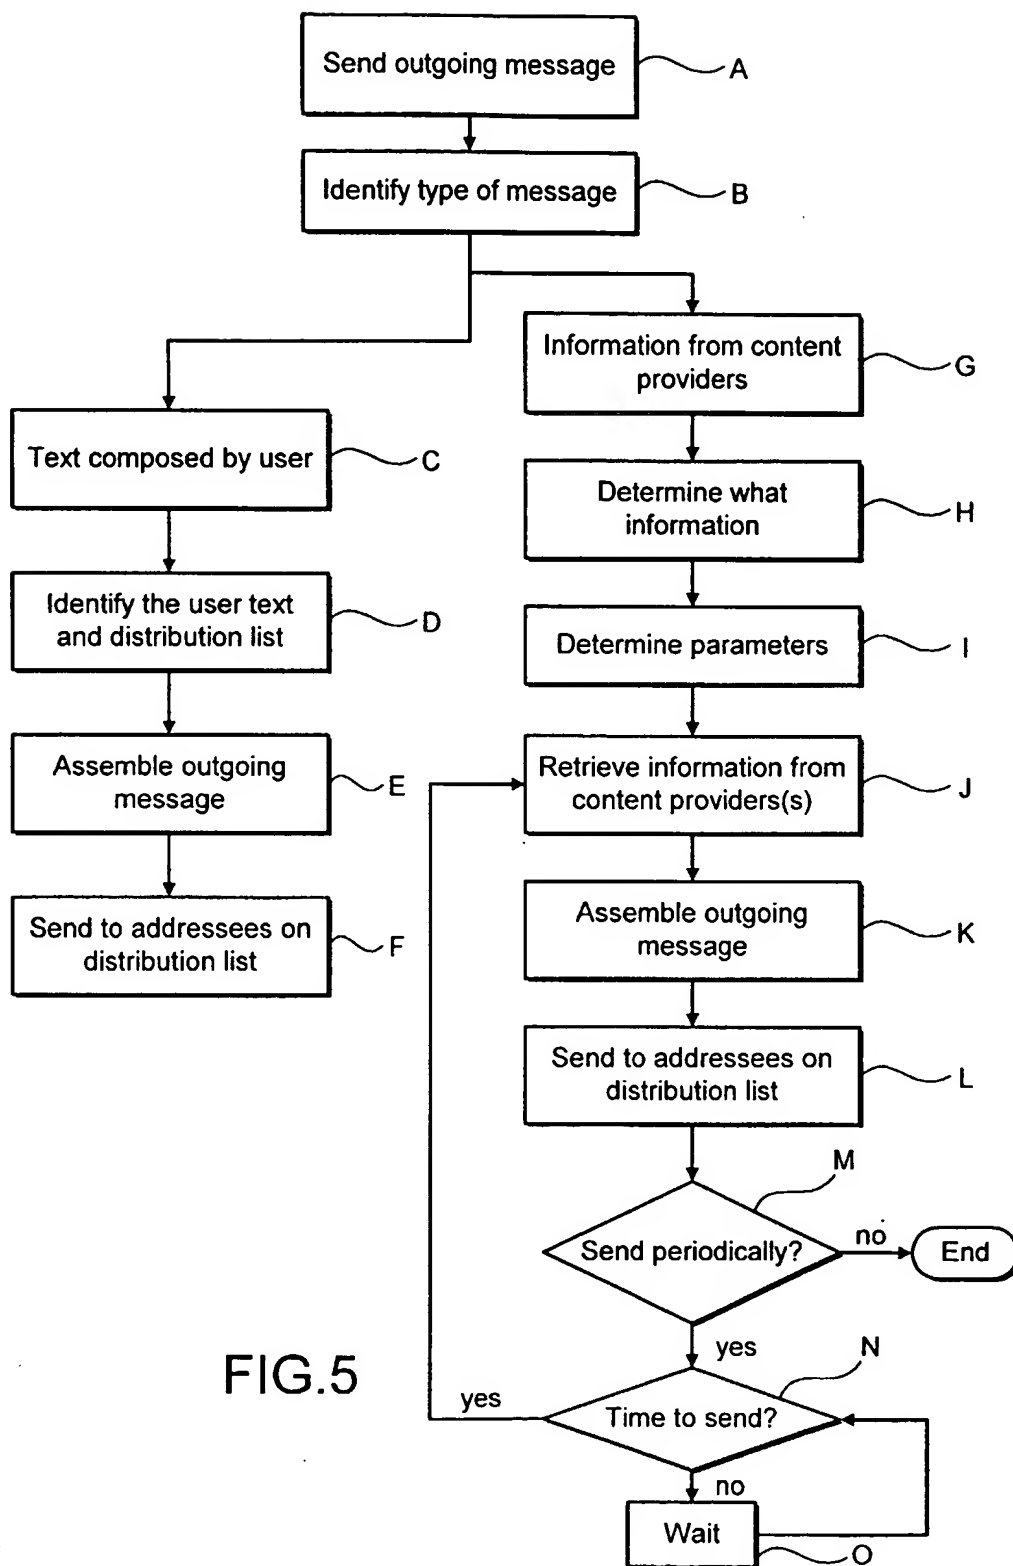 Send outgoing message
A
Identify type of message
B
Information from content
providers
G
Text composed by user
C
Determine what
information
H
Identify the user text
and distribution list
D
Determine parameters
I
Assemble outgoing
message
E
Retrieve information from
content providers(s)
J
Send to addressees on
distribution list
F
Assemble outgoing
message
K
Send to addressees on
distribution list
L
M
Send periodically?
no
End
yes
N
FIG.5
yes
Time to send?
no
Wait
O